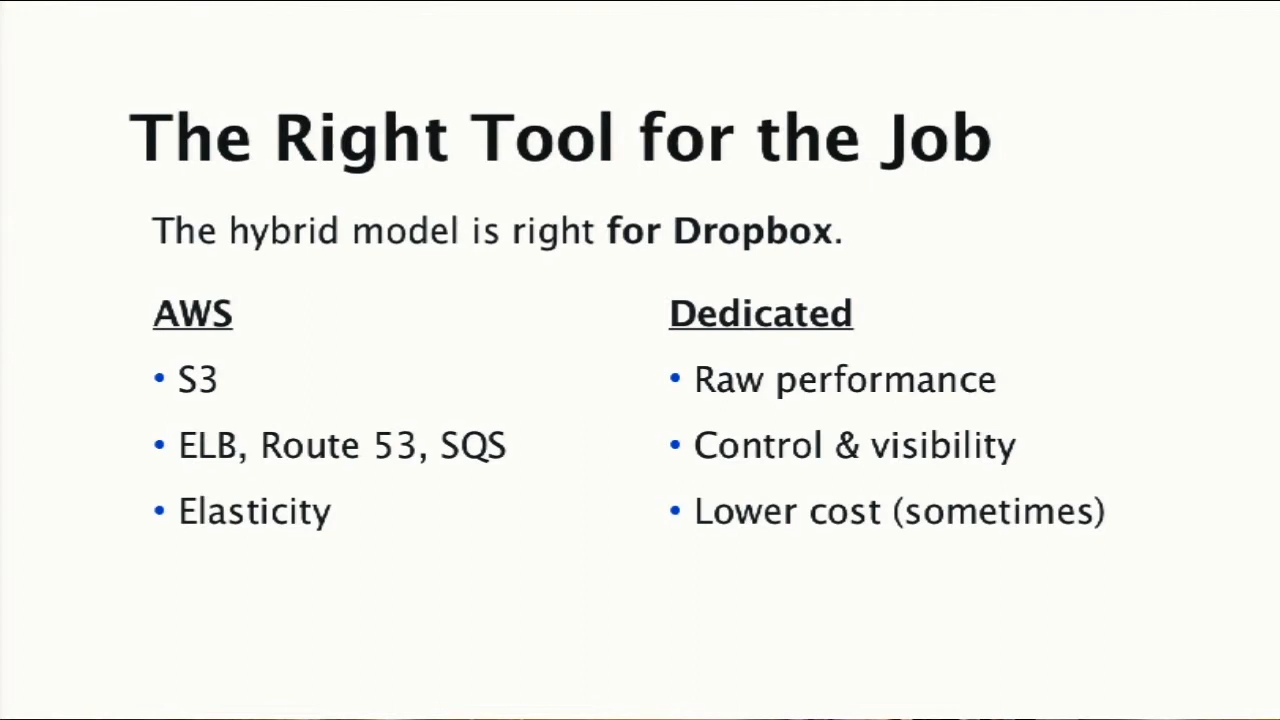 The Right Tool for the Job
The hybrid model is right for Dropbox.
AWS
• S3
• ELB, Route 53, SQS
• Elasticity
Dedicated
• Raw performance
• Control & visibility
• Lower cost (sometimes)